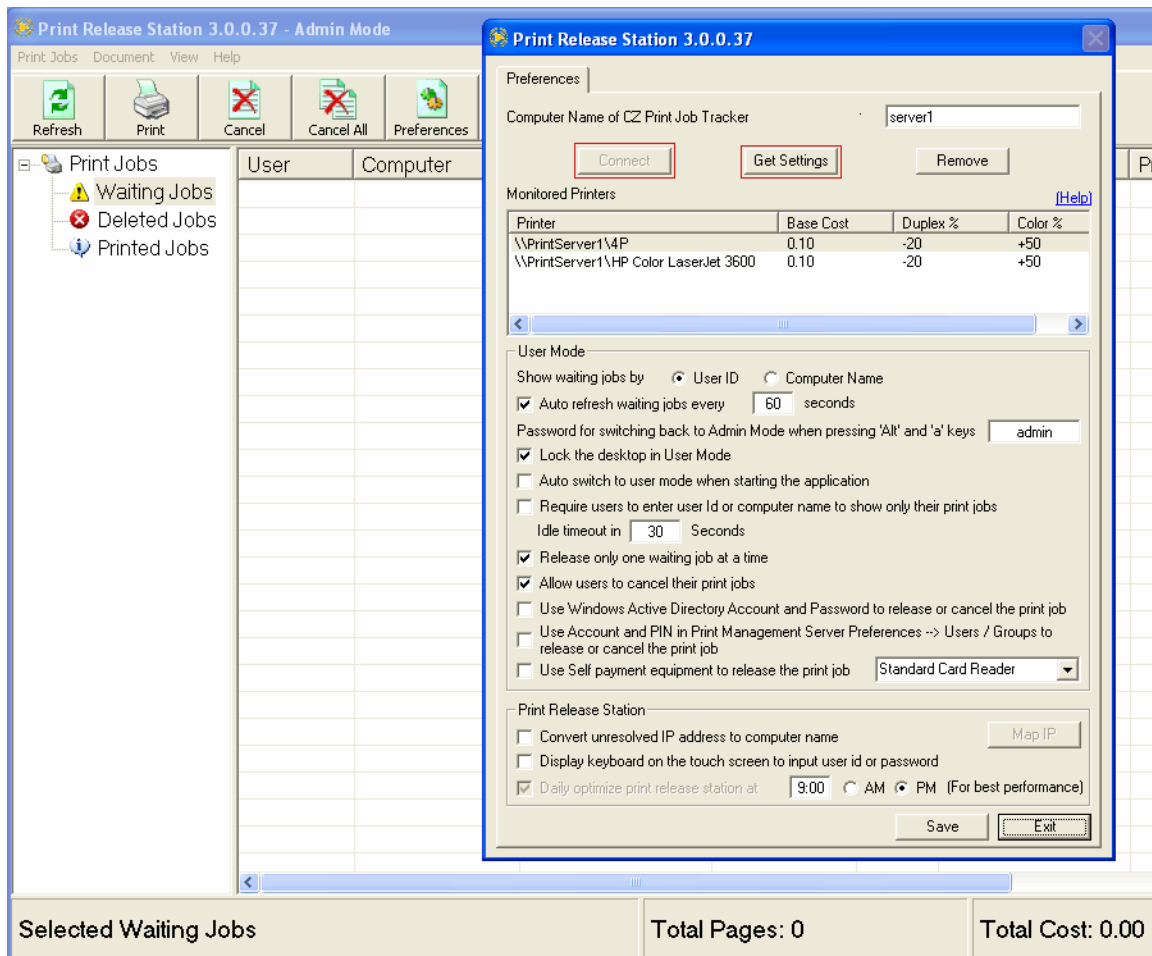 Print Release Station 3.0.0.37 - Admin Mode
Print Jobs Document View Help
Refresh Print Cancel Cancel All Preferences
Print Jobs
Waiting Jobs
Deleted Jobs
Printed Jobs
User Computer
Print Release Station 3.0.0.37
Preferences
Computer Name of CZ Print Job Tracker server1
Connect Get Settings Remove
Monitored Printers (Help)
Printer Base Cost Duplex % Color %
\\PrintServer1\4P 0.10 -20 +50
\\PrintServer1\HP Color LaserJet 3600 0.10 -20 +50
User Mode
Show waiting jobs by User ID Computer Name
Auto refresh waiting jobs every 60 seconds
Password for switching back to Admin Mode when pressing 'Alt' and 'a' keys admin
Lock the desktop in User Mode
Auto switch to user mode when starting the application
Require users to enter user Id or computer name to show only their print jobs
Idle timeout in 30 Seconds
Release only one waiting job at a time
Allow users to cancel their print jobs
Use Windows Active Directory Account and Password to release or cancel the print job
Use Account and PIN in Print Management Server Preferences --> Users / Groups to
release or cancel the print job
Use Self payment equipment to release the print job Standard Card Reader
Print Release Station
Convert unresolved IP address to computer name Map IP
Display keyboard on the touch screen to input user id or password
Daily optimize print release station at 9:00 AM PM (For best performance)
Save Exit
Selected Waiting Jobs Total Pages: 0 Total Cost: 0.00